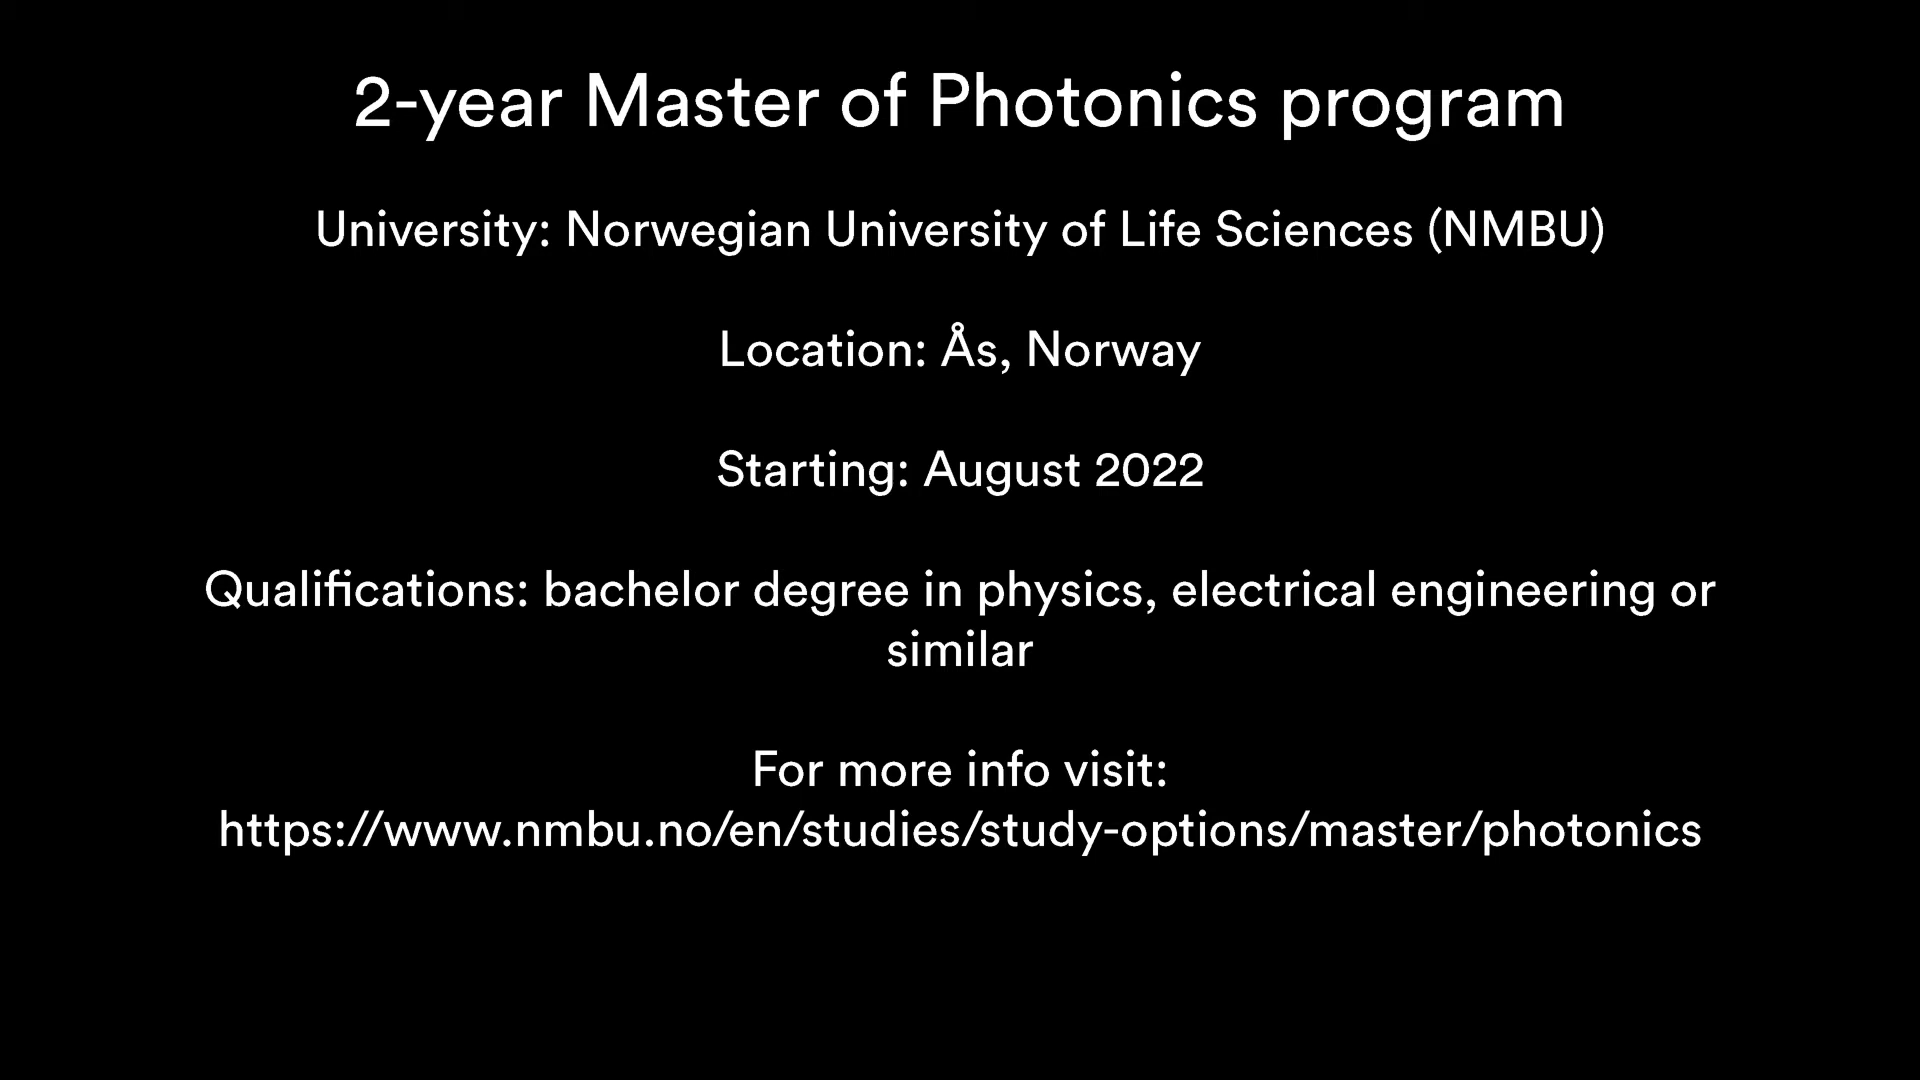 2-year Master of Photonics program
University: Norwegian University of Life Sciences (NMBU)
Location: Ås, Norway
Starting: August 2022
Qualifications: bachelor degree in physics, electrical engineering or
similar
For more info visit:
https://www.nmbu.no/en/studies/study-options/master/photonics